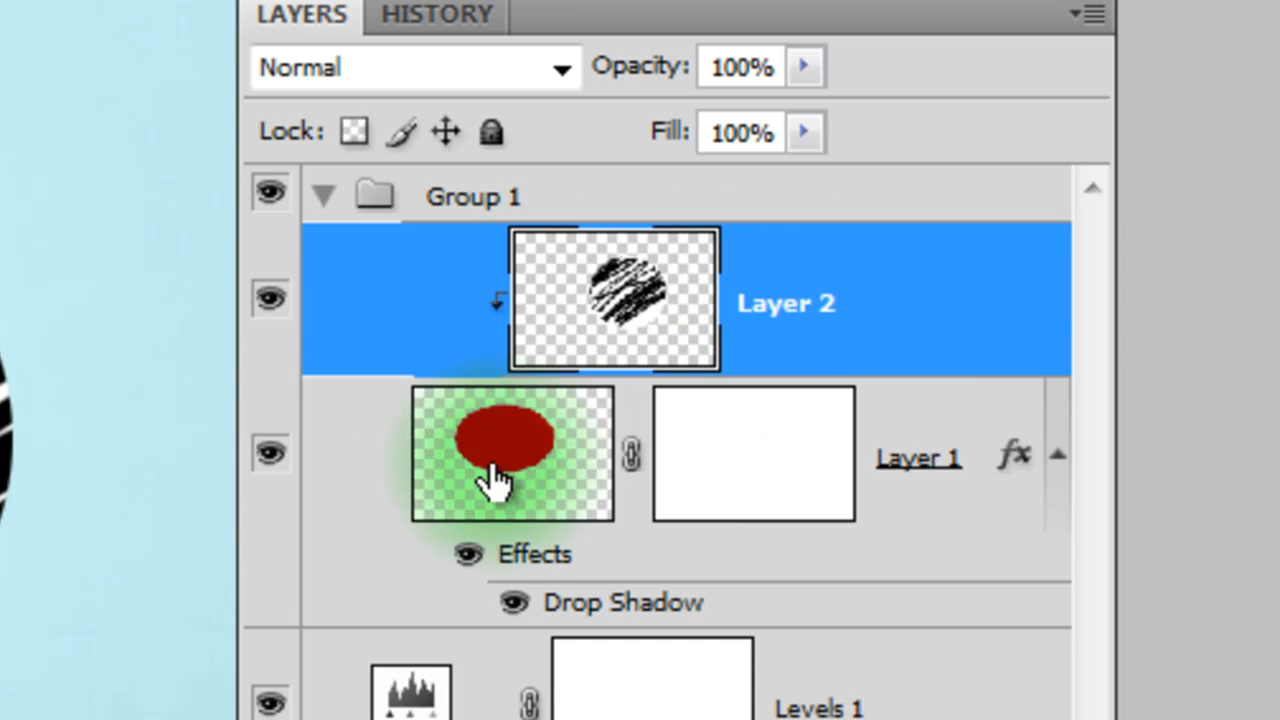 LAYERS HISTORY
Normal Opacity: 100%
Lock: Fill: 100%
Group 1
Layer 2
Layer 1 fx
Effects
Drop Shadow
Levels 1